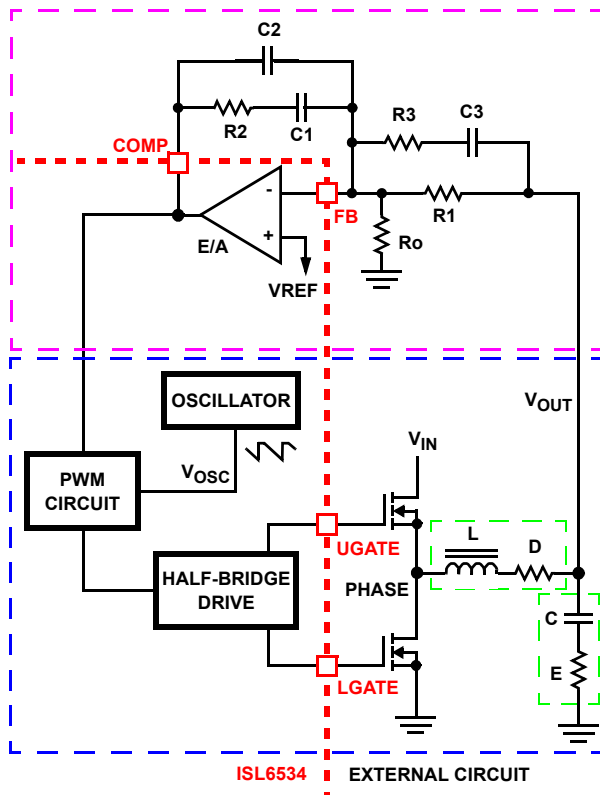 C2
R2
C1
R3
C3
COMP
-
+
E/A
FB
R1
Ro
VREF
OSCILLATOR
VOUT
VIN
PWM
CIRCUIT
VOSC
UGATE
L
D
HALF-BRIDGE
DRIVE
PHASE
C
E
LGATE
ISL6534
EXTERNAL CIRCUIT